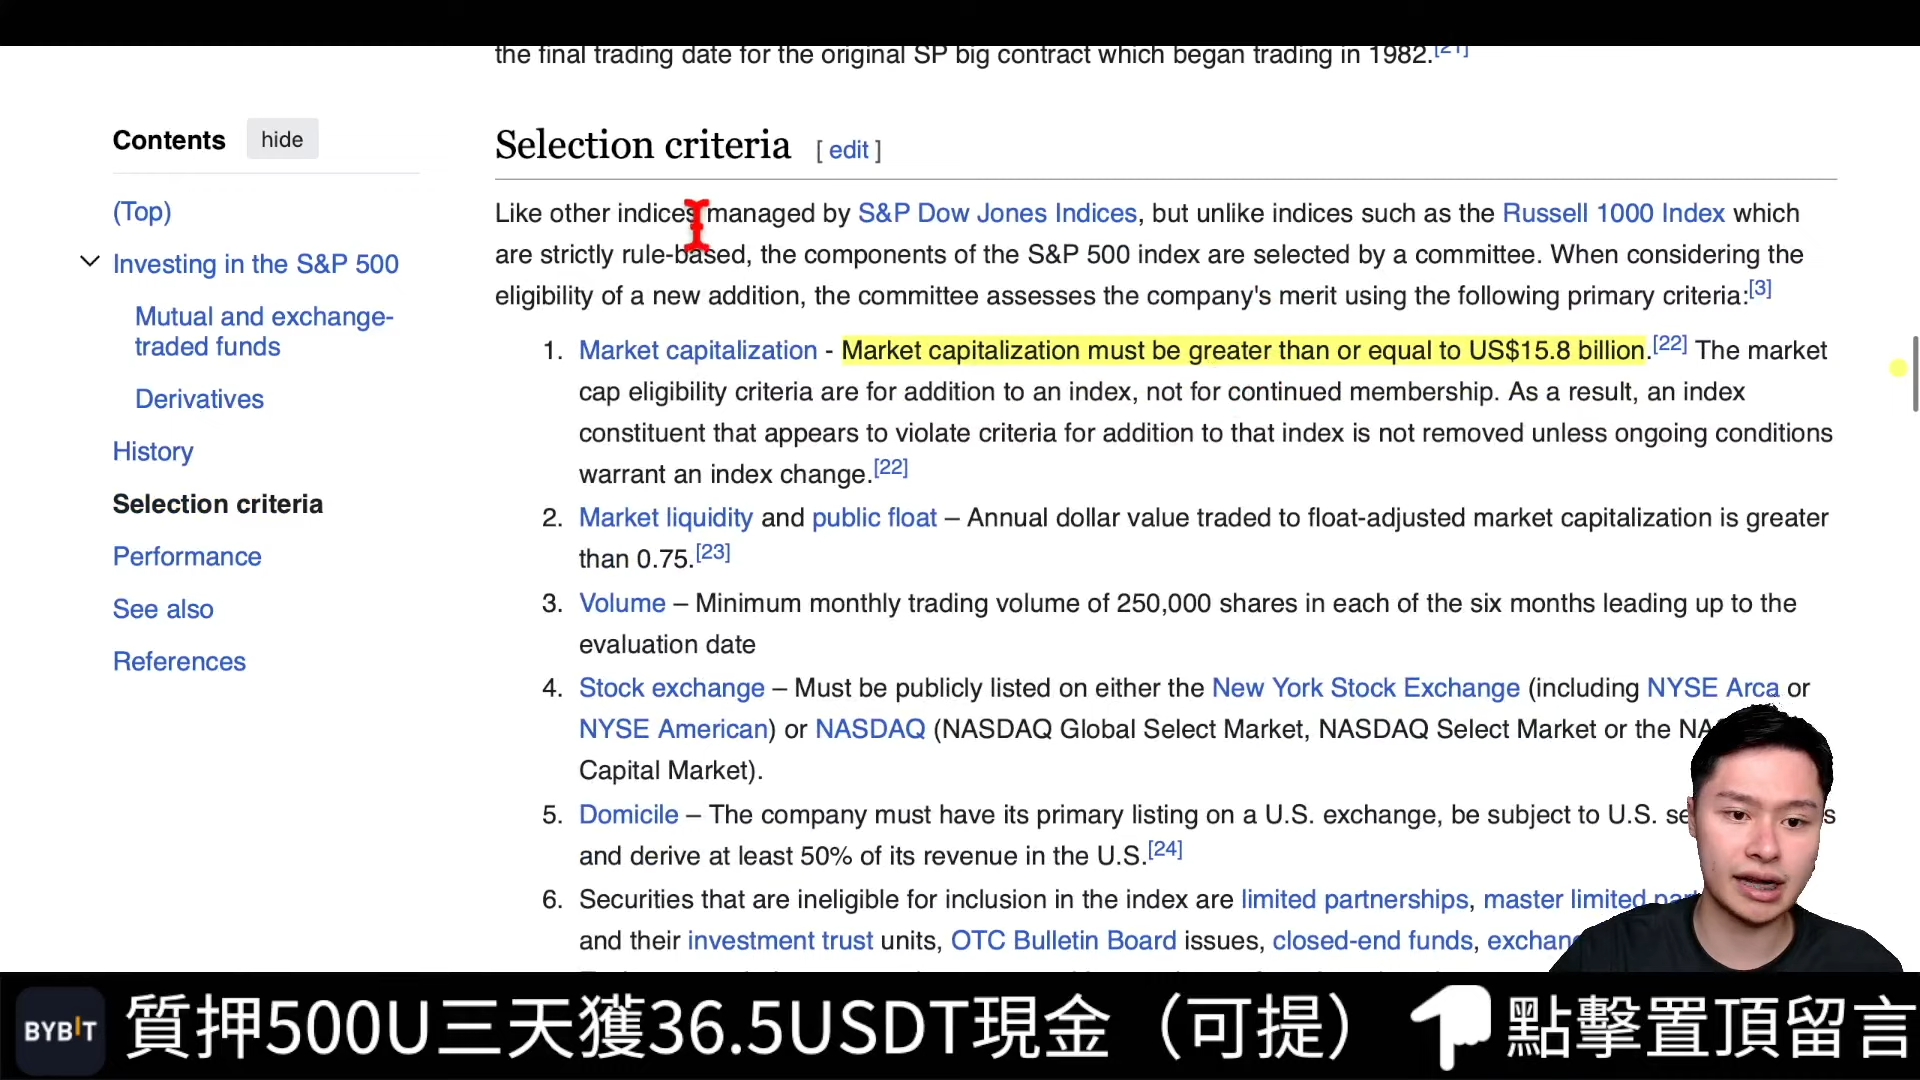 the final trading date for the original SP big contract which began trading in 1982.[21]
Contents hide
(Top)
Investing in the S&P 500
Mutual and exchange-
traded funds
Derivatives
History
Selection criteria
Performance
See also
References
Selection criteria [ edit ]
Like other indices managed by S&P Dow Jones Indices, but unlike indices such as the Russell 1000 Index which
are strictly rule-based, the components of the S&P 500 index are selected by a committee. When considering the
eligibility of a new addition, the committee assesses the company's merit using the following primary criteria:[3]
1. Market capitalization - Market capitalization must be greater than or equal to US$15.8 billion.[22] The market
cap eligibility criteria are for addition to an index, not for continued membership. As a result, an index
constituent that appears to violate criteria for addition to that index is not removed unless ongoing conditions
warrant an index change.[22]
2. Market liquidity and public float – Annual dollar value traded to float-adjusted market capitalization is greater
than 0.75.[23]
3. Volume – Minimum monthly trading volume of 250,000 shares in each of the six months leading up to the
evaluation date
4. Stock exchange – Must be publicly listed on either the New York Stock Exchange (including NYSE Arca or
NYSE American) or NASDAQ (NASDAQ Global Select Market, NASDAQ Select Market or the NA
Capital Market).
5. Domicile – The company must have its primary listing on a U.S. exchange, be subject to U.S. se s
and derive at least 50% of its revenue in the U.S.[24]
6. Securities that are ineligible for inclusion in the index are limited partnerships, master limited par
and their investment trust units, OTC Bulletin Board issues, closed-end funds, exchan
BYBIT 質押500U三天獲36.5USDT現金（可提） 點擊置頂留言